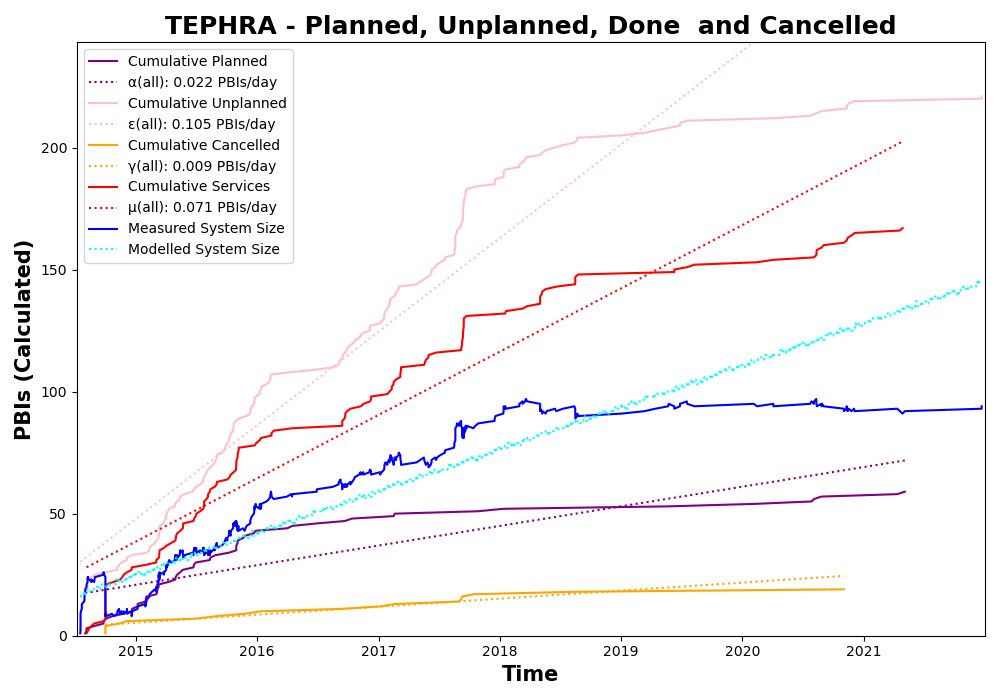 TEPHRA - Planned, Unplanned, Done  and Cancelled
Cumulative Planned
α(all): 0.022 PBIs/day
Cumulative Unplanned
ε(all): 0.105 PBIs/day
Cumulative Cancelled
γ(all): 0.009 PBIs/day
Cumulative Services
μ(all): 0.071 PBIs/day
Measured System Size
Modelled System Size
PBIs (Calculated)
200
150
100
50
0
2015 2016 2017 2018 2019 2020 2021
Time